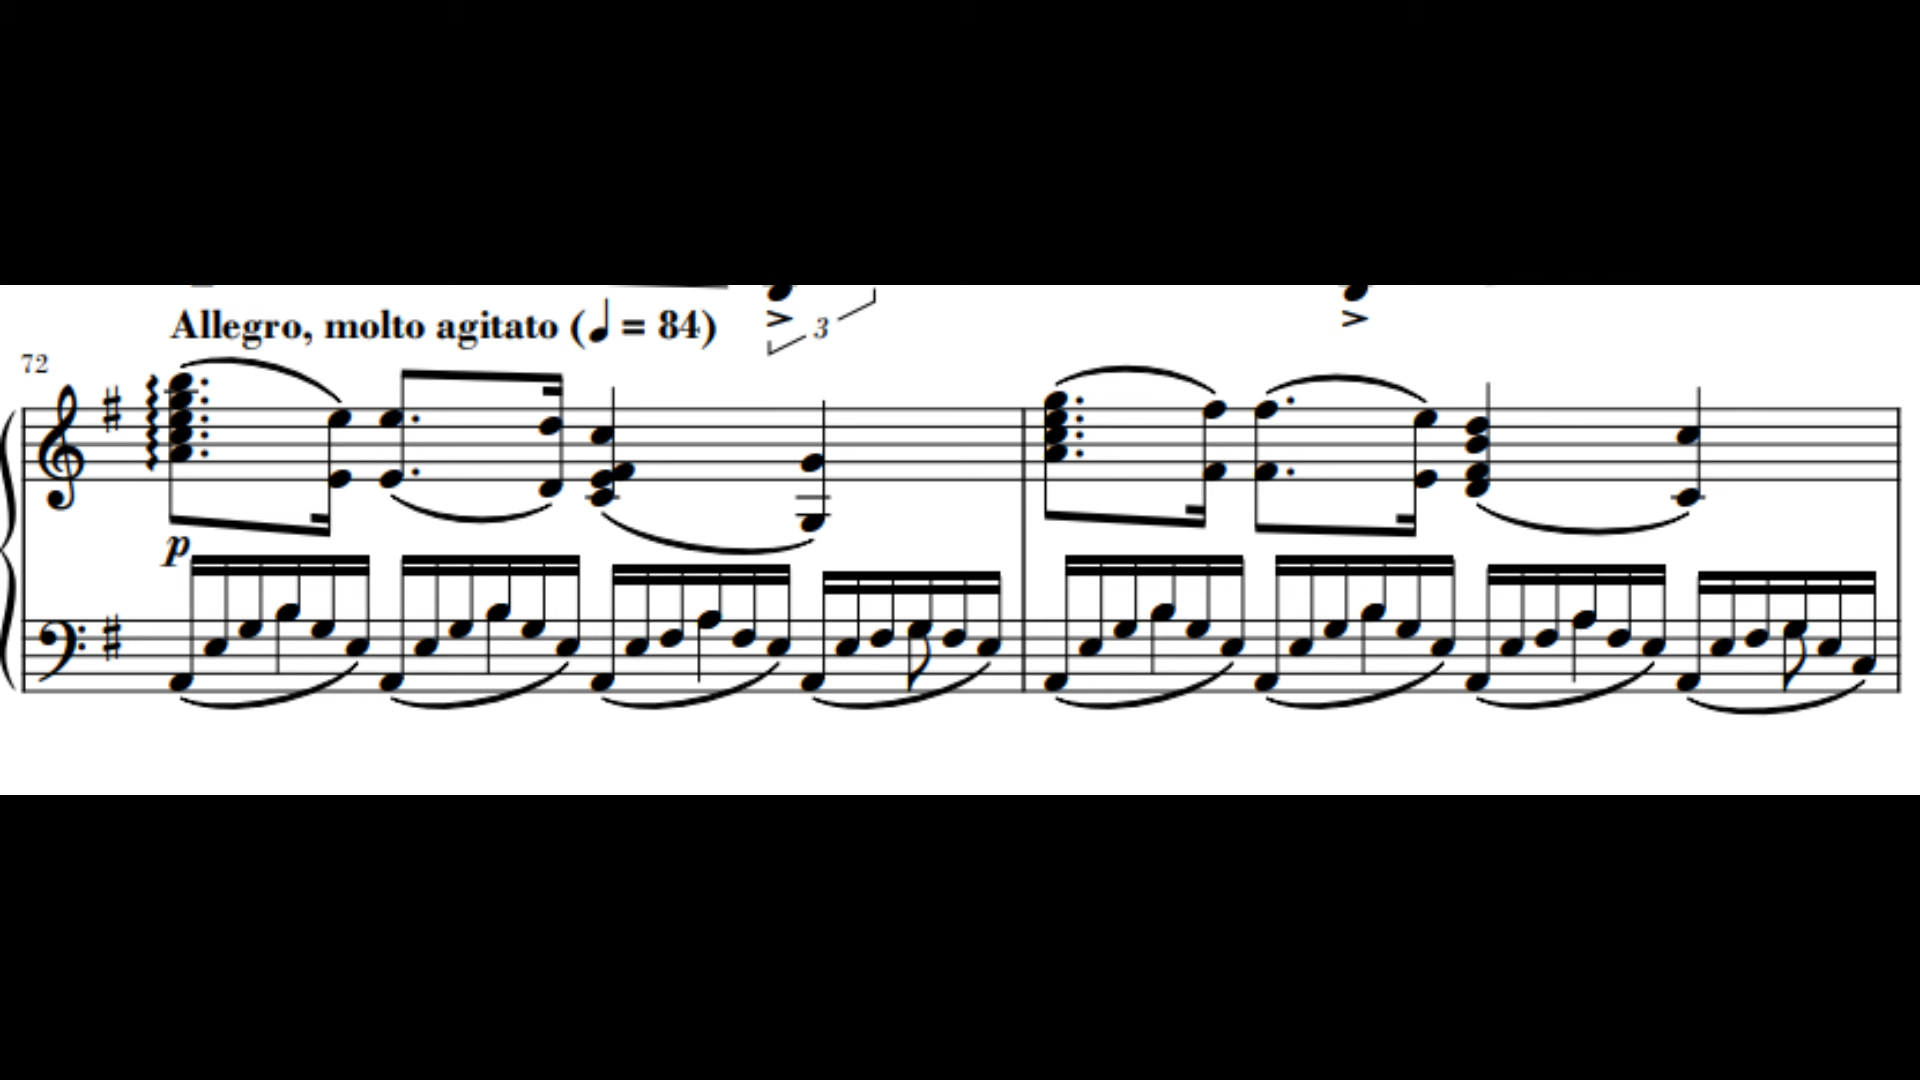 Allegro, molto agitato (♩ = 84)
3
72
p